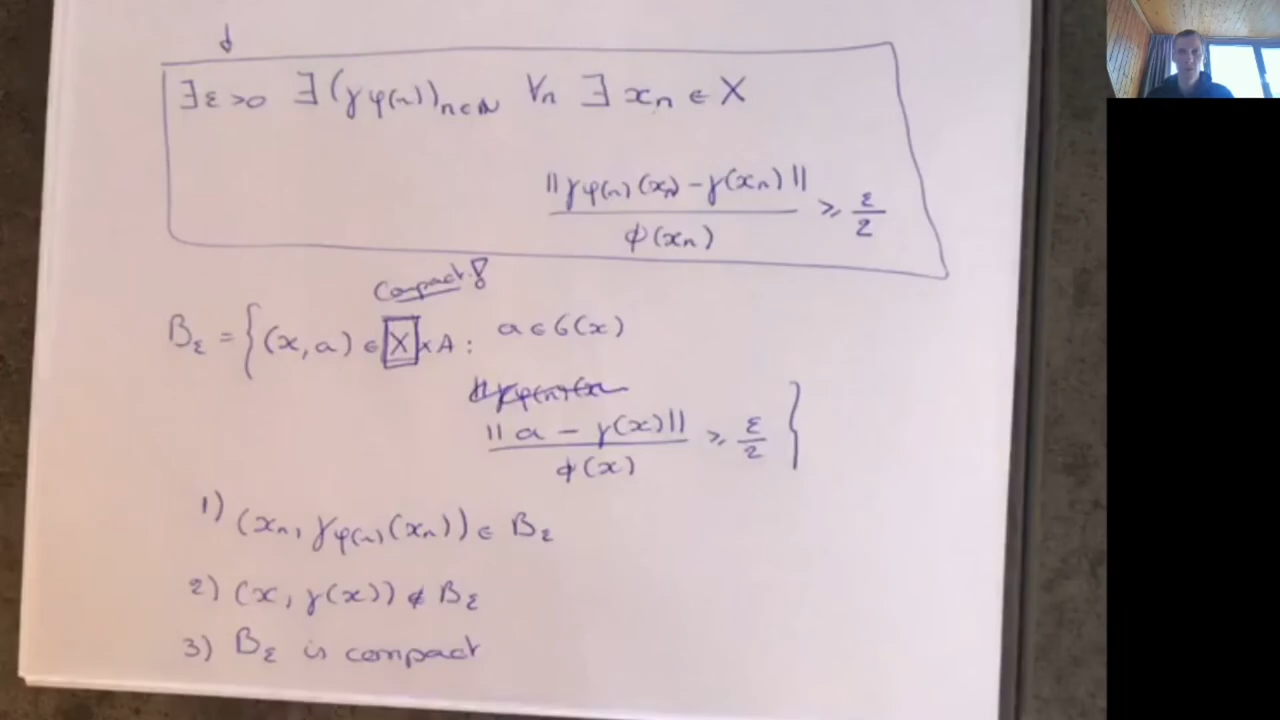 ∃ε>0 ∃(γφ(n))n∈ℕ ∀n ∃ xn ∈ X
||γφ(n)(xn) - γ(xn)|| / ϕ(xn) ≥ ε/2
Compact!
Bε = {(x, a) ∈ X × A : a ∈ G(x)
||a - γ(x)|| / ϕ(x) ≥ ε/2 }
1) (xn, γφ(n)(xn)) ∈ Bε
2) (x, γ(x)) ∉ Bε
3) Bε is compact